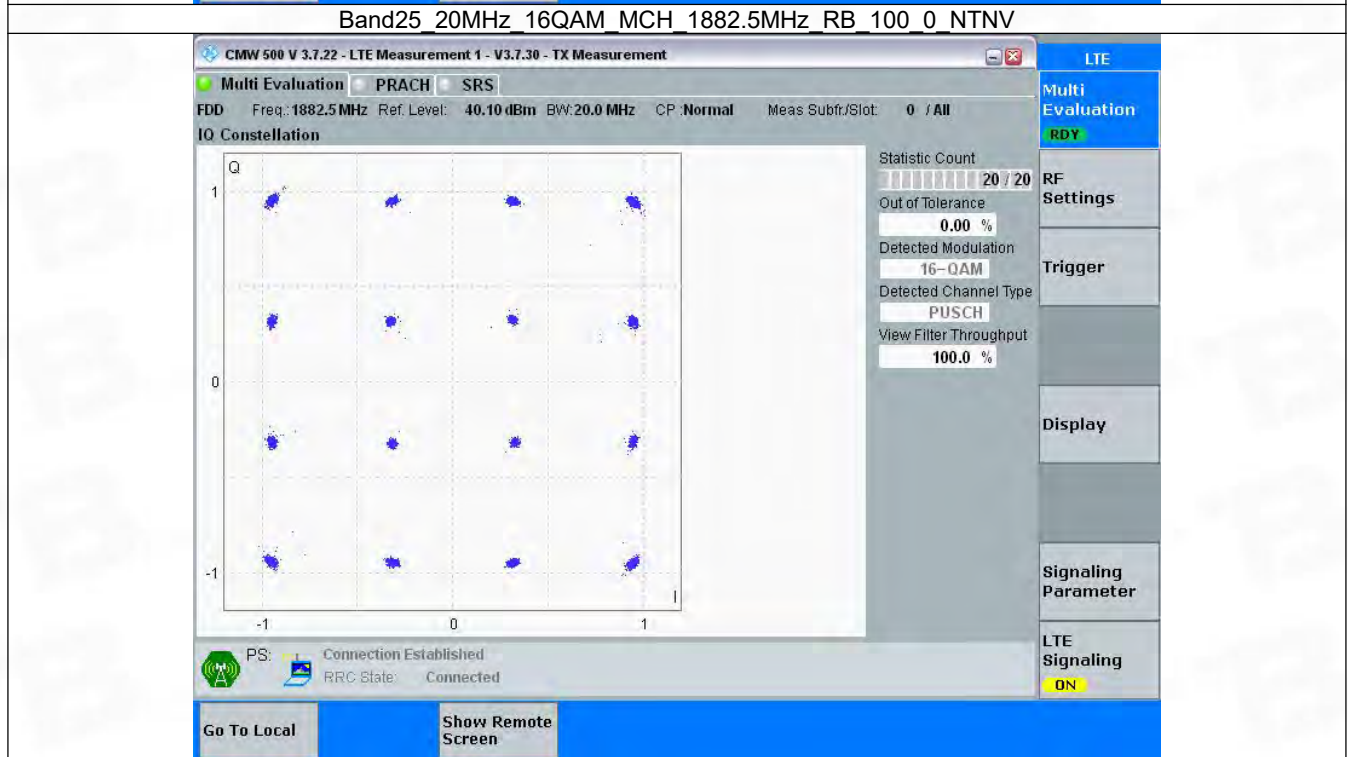 Band25_20MHz_16QAM_MCH_1882.5MHz_RB_100_0_NTNV
CMW 500 V 3.7.22 - LTE Measurement 1 - V3.7.30 - TX Measurement
LTE
Multi Evaluation PRACH SRS
Multi
Evaluation
RDY
FDD Freq.: 1882.5 MHz Ref. Level: 40.10 dBm BW: 20.0 MHz CP : Normal Meas Subfr./Slot: 0 / All
IQ Constellation
Q
1
0
-1
I
-1 0 1
Statistic Count
20 / 20
Out of Tolerance
0.00 %
Detected Modulation
16-QAM
Detected Channel Type
PUSCH
View Filter Throughput
100.0 %
RF
Settings
Trigger
Display
Signaling
Parameter
LTE
Signaling
ON
PS: Connection Established
RRC State: Connected
Go To Local
Show Remote
Screen